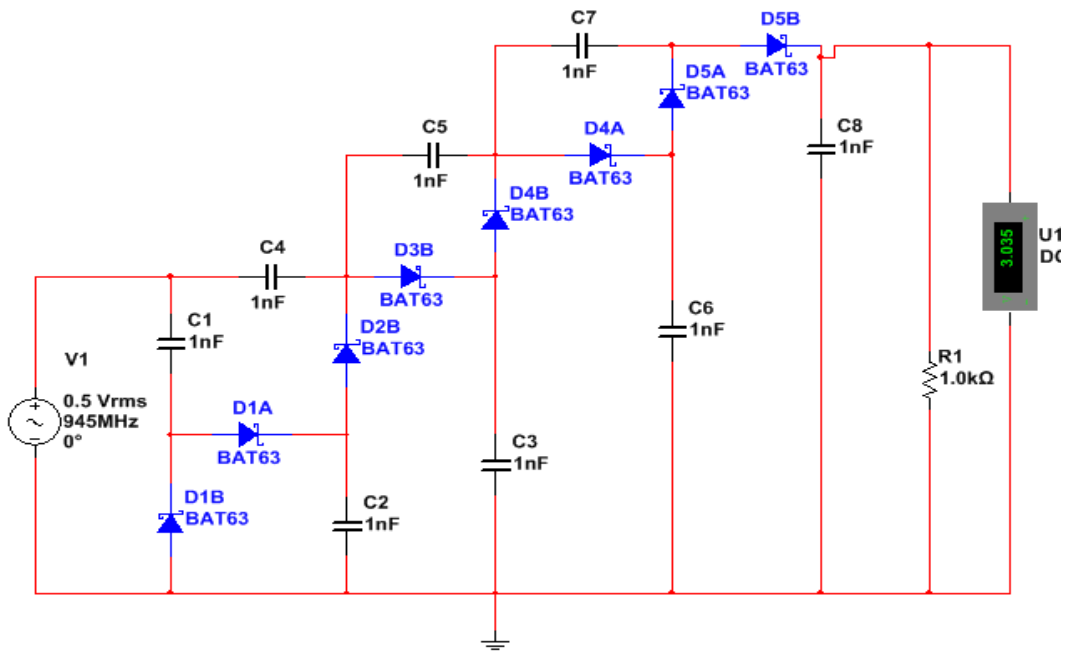 C7
1nF
D5B
BAT63
D5A
BAT63
C5
1nF
D4A
BAT63
C8
1nF
D4B
BAT63
C4
1nF
D3B
BAT63
3.035
U1
C1
1nF
D2B
BAT63
C6
1nF
V1
0.5 Vrms
945MHz
0°
R1
1.0kΩ
D1A
BAT63
C3
1nF
D1B
BAT63
C2
1nF